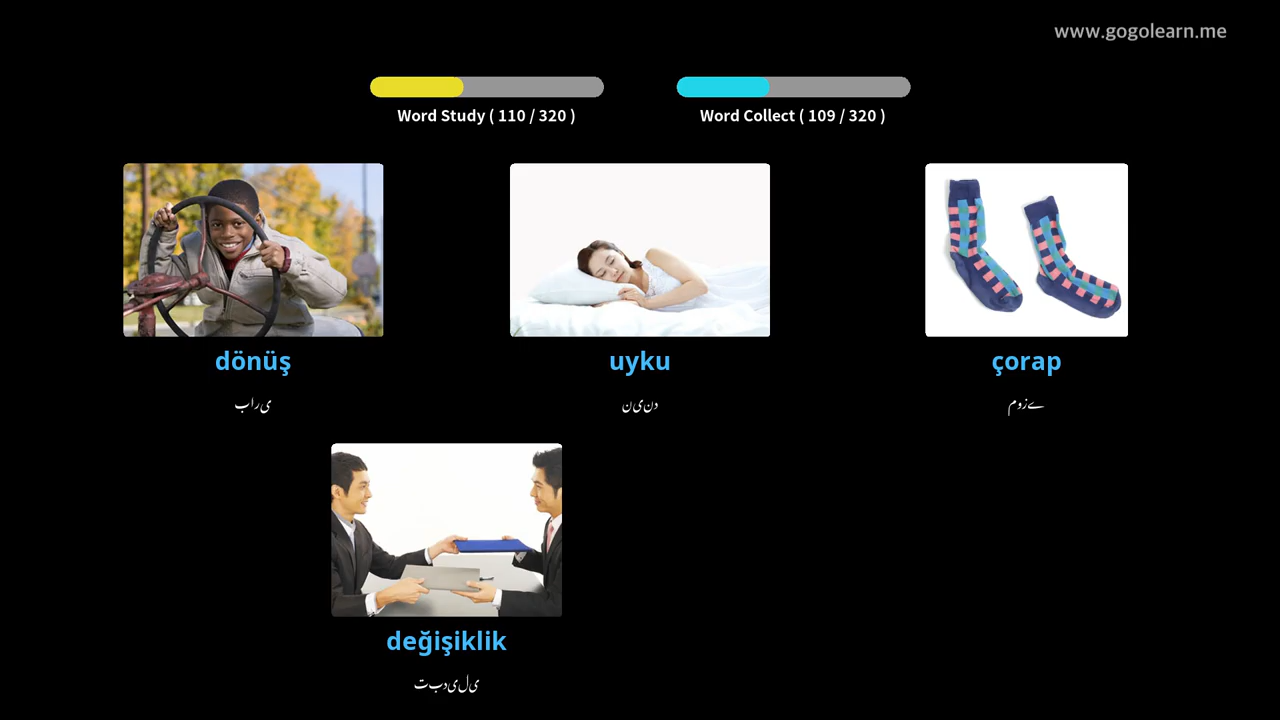 www.gogolearn.me
Word Study ( 110 / 320 )
Word Collect ( 109 / 320 )
dönüş
uyku
çorap
باری
نیند
موزے
değişiklik
تبدیلی